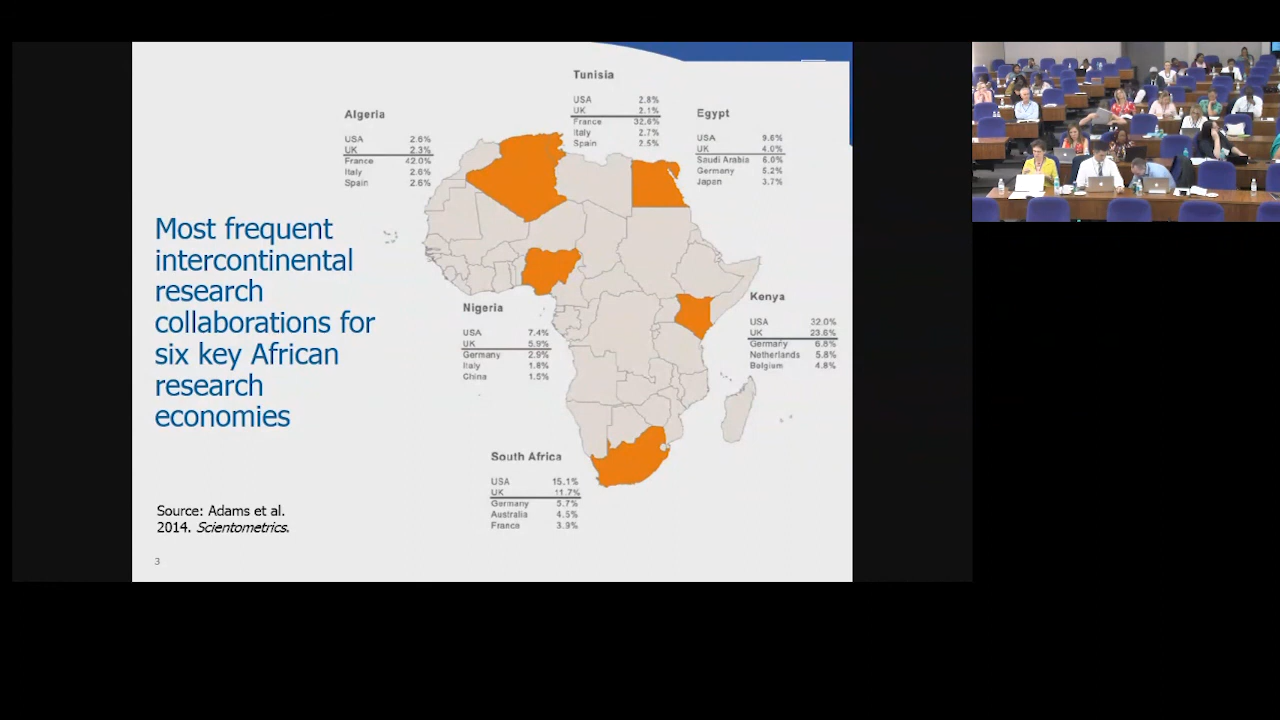 Most frequent
intercontinental
research
collaborations for
six key African
research
economies
Source: Adams et al.
2014. Scientometrics.
3
Algeria
USA 2.6%
UK 2.3%
France 42.0%
Italy 2.6%
Spain 2.6%
Tunisia
USA 2.8%
UK 2.1%
France 32.6%
Italy 2.7%
Spain 2.5%
Egypt
USA 9.6%
UK 4.0%
Saudi Arabia 6.0%
Germany 5.2%
Japan 3.7%
Nigeria
USA 7.4%
UK 5.9%
Germany 2.9%
Italy 1.8%
China 1.5%
Kenya
USA 32.0%
UK 23.6%
Germany 6.8%
Netherlands 5.8%
Belgium 4.8%
South Africa
USA 15.1%
UK 11.7%
Germany 5.7%
Australia 4.5%
France 3.9%